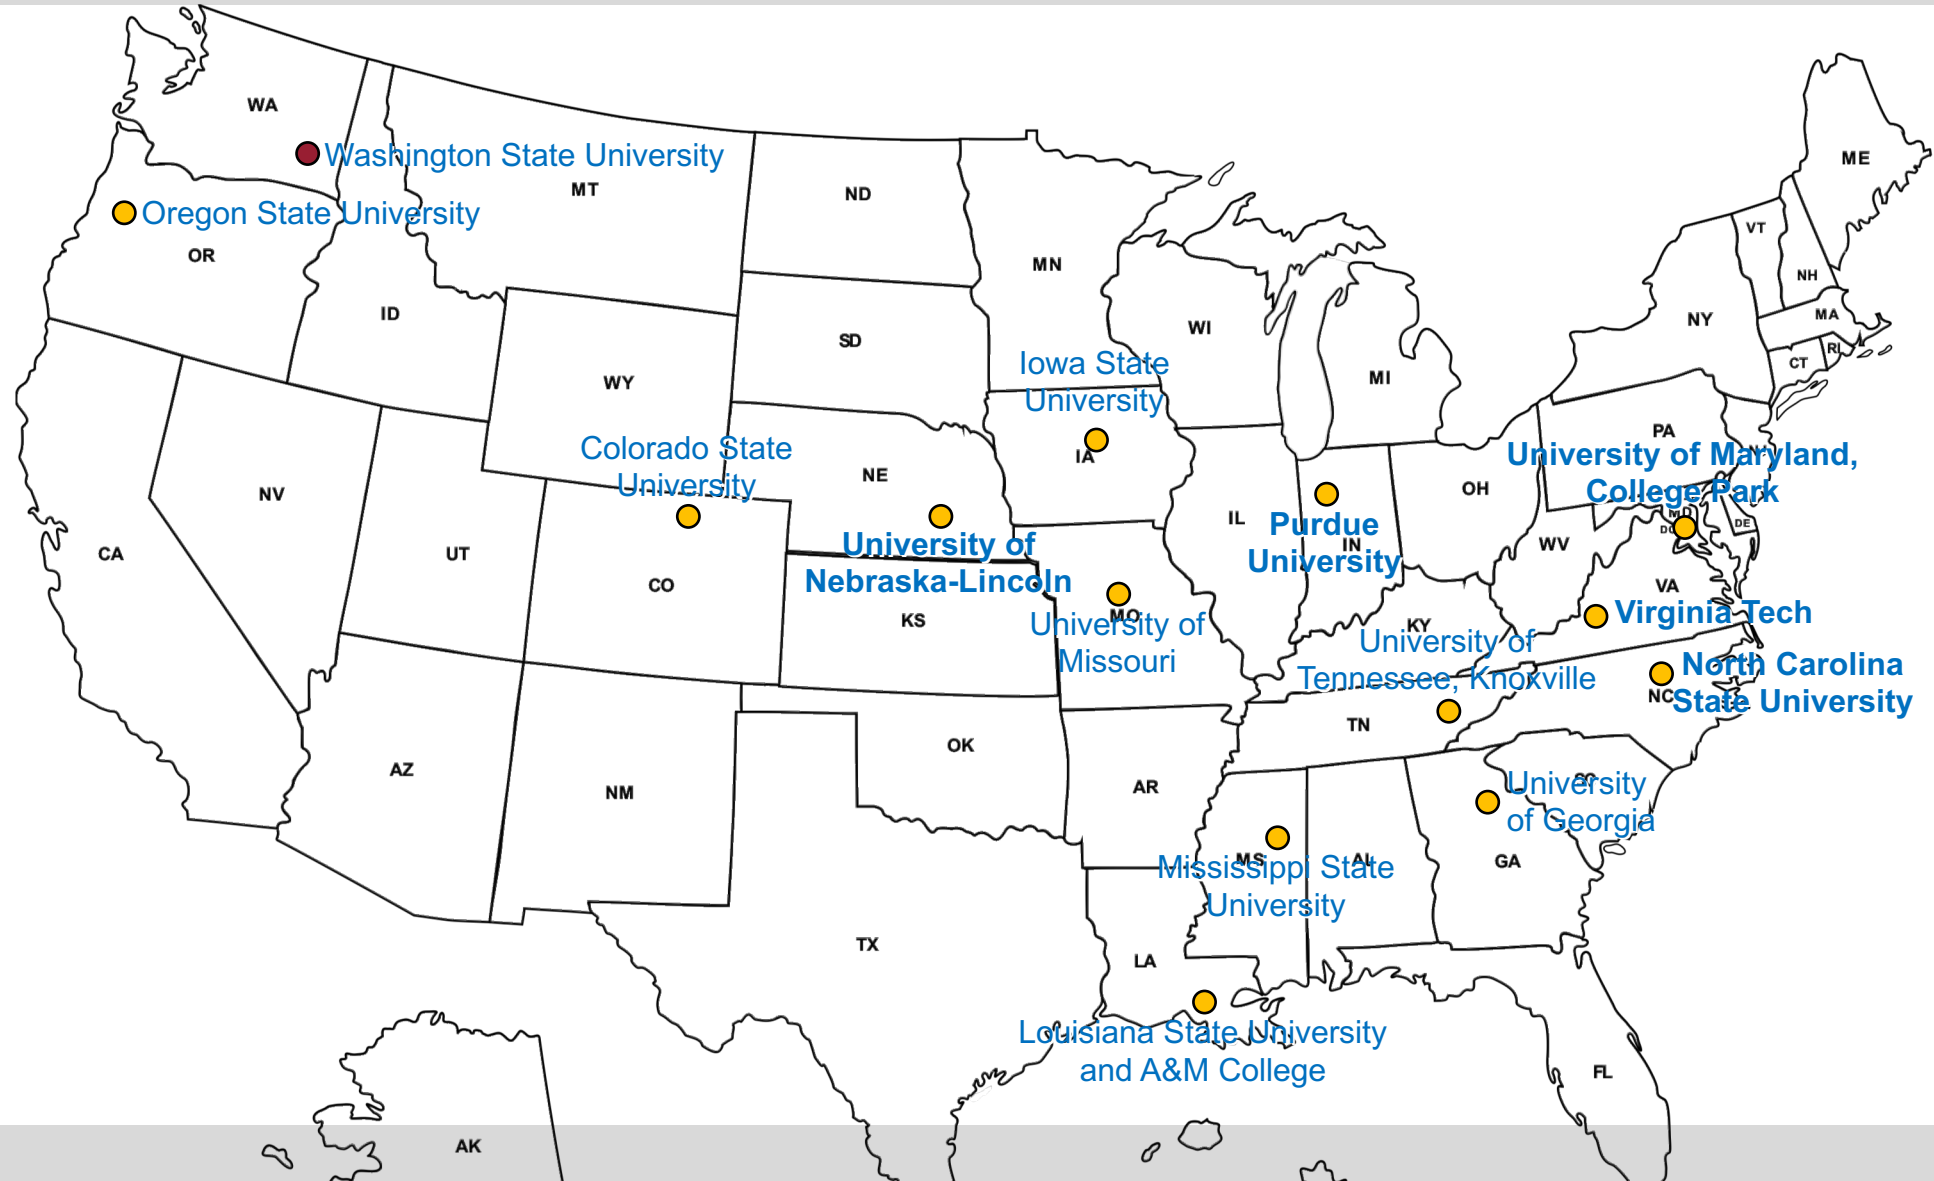 WA
Washington State University
MT
ND
ME
Oregon State University
OR
VT
MN
NH
ID
NY
MA
WI
SD
RI
CT
Iowa State
University
WY
MI
PA
Colorado State
University
IA
NE
NJ
University of Maryland,
College Park
NV
OH
MD
DC
DE
IL
Purdue
University
IN
WV
CA
UT
University of
Nebraska-Lincoln
CO
KS
VA
Virginia Tech
MO
University of
Missouri
KY
University of
Tennessee, Knoxville
North Carolina
State University
NC
TN
OK
AZ
NM
AR
SC
University
of Georgia
GA
MS
AL
Mississippi State
University
TX
LA
Louisiana State University
and A&M College
FL
AK